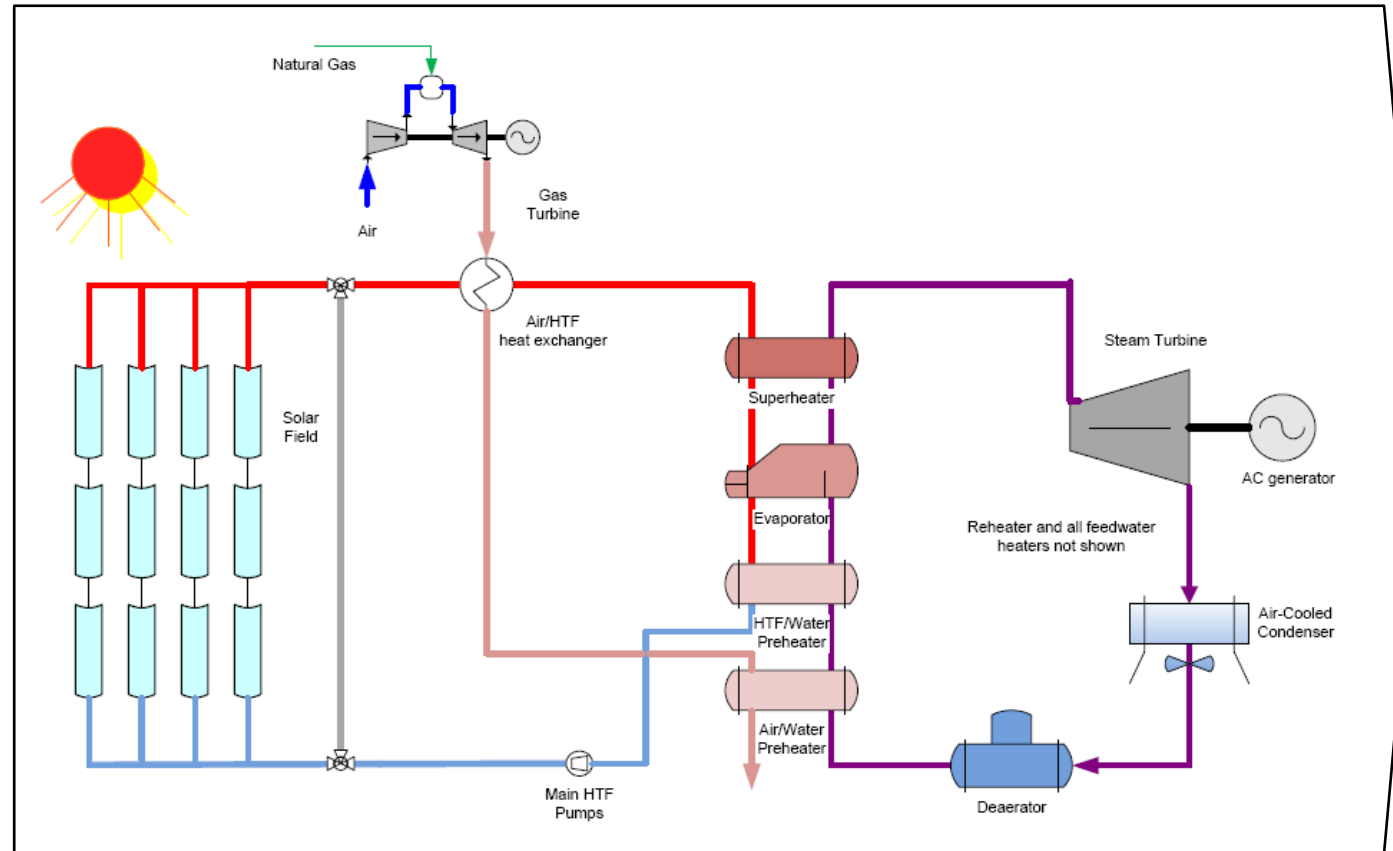 Natural Gas
Gas
Turbine
Air
Air/HTF
heat exchanger
Solar
Field
Superheater
Steam Turbine
AC generator
Evaporator
Reheater and all feedwater
heaters not shown
HTF/Water
Preheater
Air-Cooled
Condenser
Air/Water
Preheater
Main HTF
Pumps
Deaerator